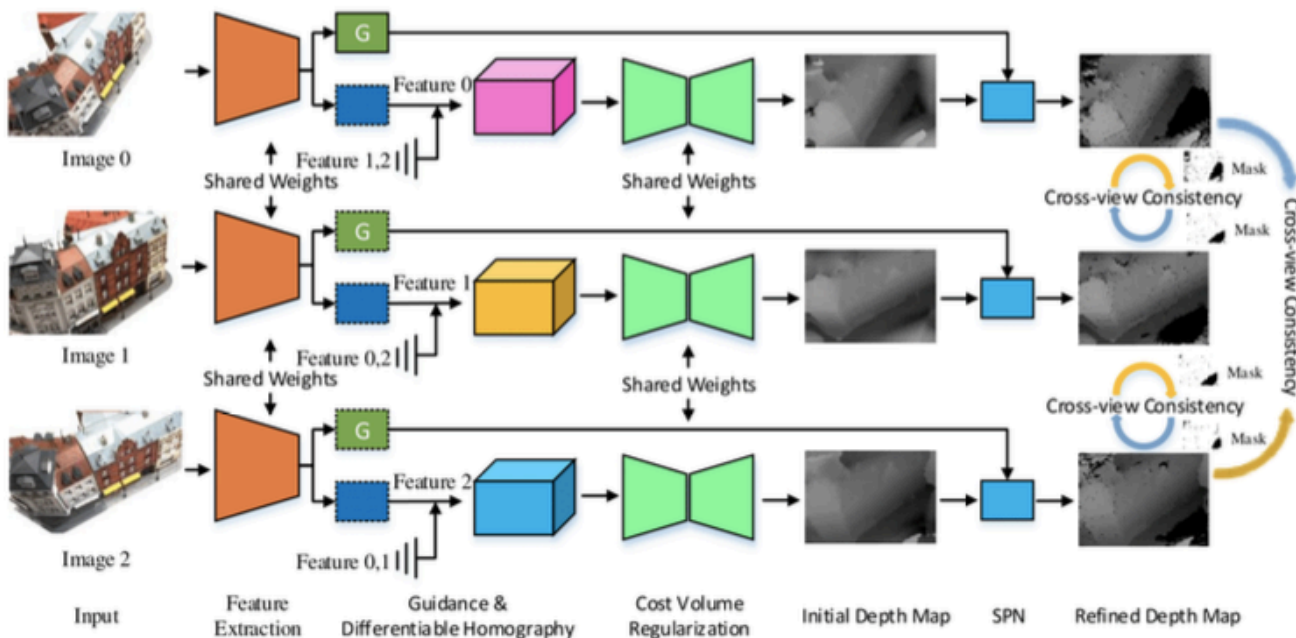 G
Feature 0
Image 0
Feature 1,2
Mask
Shared Weights
Shared Weights
Cross-view Consistency
Mask
G
Feature 1
Cross-view Consistency
Image 1
Feature 0,2
Shared Weights
Shared Weights
Mask
Cross-view Consistency
G
Mask
Feature 2
Image 2
Feature 0,1
Input
Feature
Extraction
Guidance &
Differentiable Homography
Cost Volume
Regularization
Initial Depth Map
SPN
Refined Depth Map